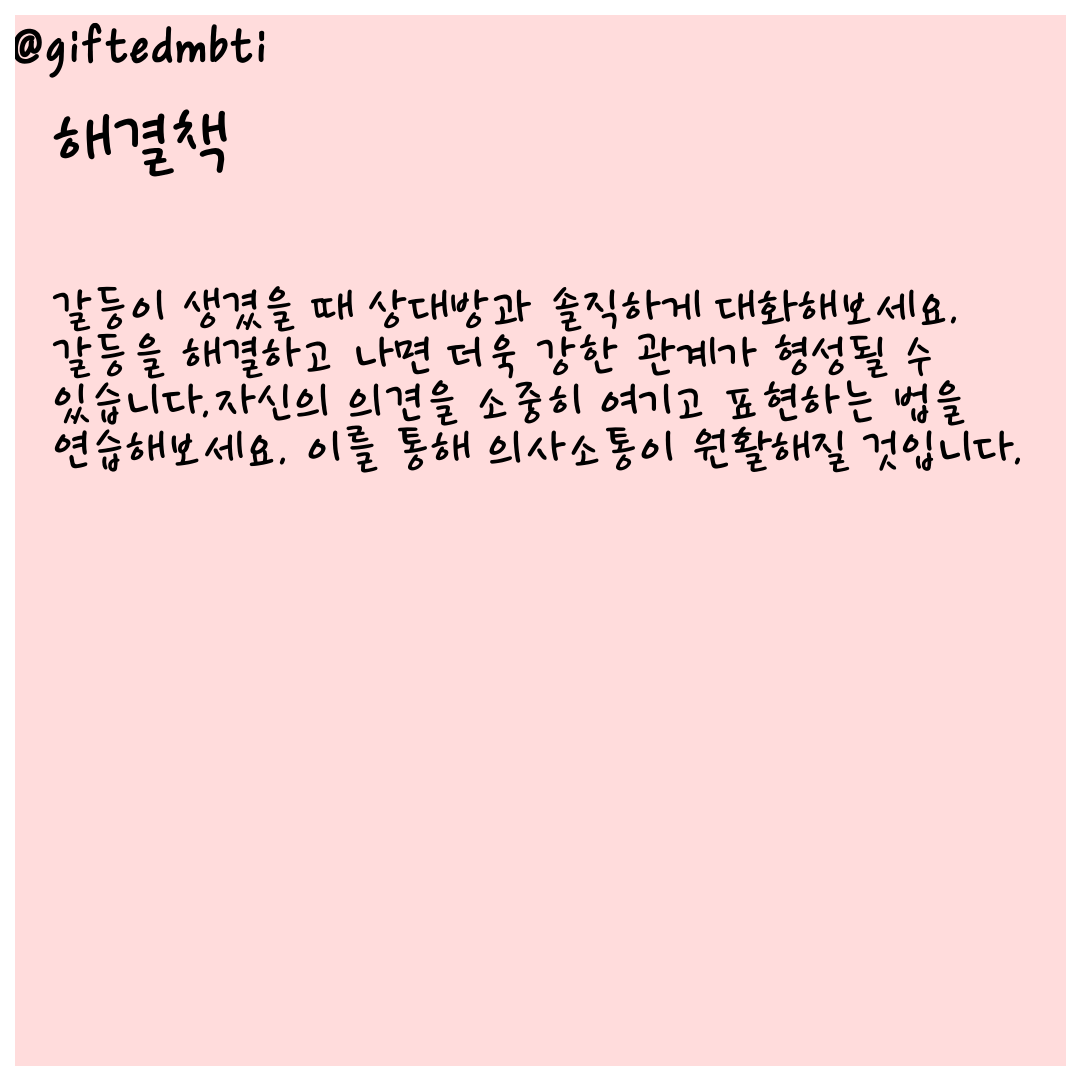 @giftedmbti
해결책
갈등이 생겼을 때 상대방과 솔직하게 대화해보세요.
갈등을 해결하고 나면 더욱 강한 관계가 형성될 수
있습니다.자신의 의견을 소중히 여기고 표현하는 법을
연습해보세요. 이를 통해 의사소통이 원활해질 것입니다.